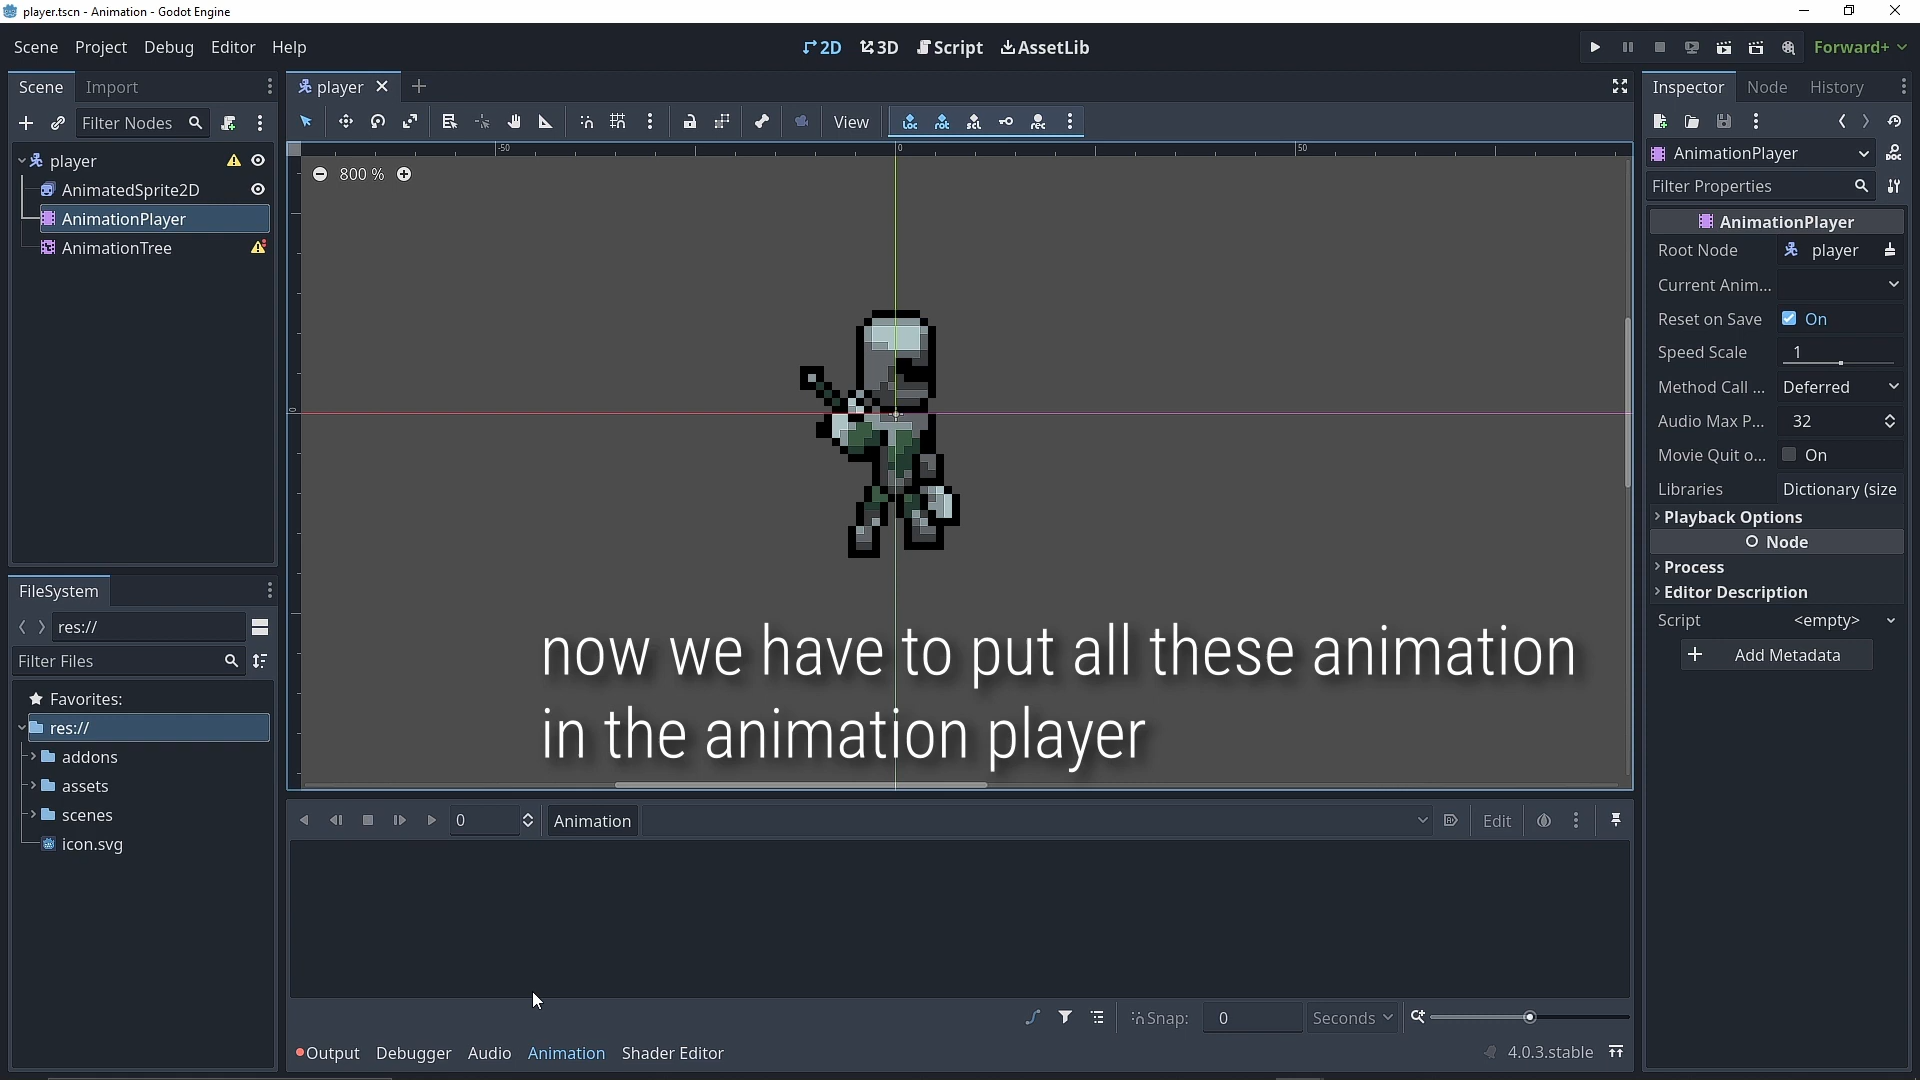 player.tscn - Animation - Godot Engine
Scene Project Debug Editor Help
2D 3D Script AssetLib
Forward+
Scene Import
player
Inspector Node History
Filter Nodes
View
player
AnimatedSprite2D
AnimationPlayer
AnimationTree
-50 0 50
800 %
0
AnimationPlayer
Filter Properties
AnimationPlayer
Root Node player
Current Anim...
Reset on Save On
Speed Scale 1
Method Call ... Deferred
Audio Max P... 32
Movie Quit o... On
Libraries Dictionary (size
Playback Options
Node
Process
Editor Description
Script <empty>
Add Metadata
FileSystem
res://
Filter Files
Favorites:
res://
addons
assets
scenes
icon.svg
now we have to put all these animation
in the animation player
0 Animation Edit
Snap: 0 Seconds
Output Debugger Audio Animation Shader Editor
4.0.3.stable